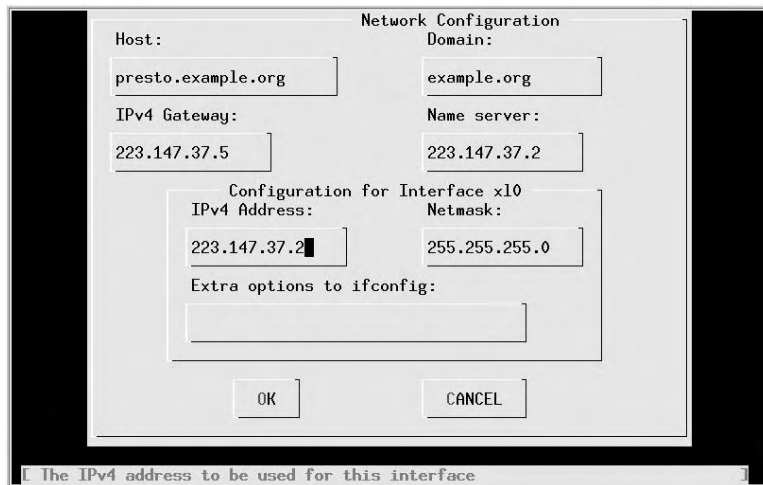 Network Configuration
Host: Domain:
presto.example.org example.org
IPv4 Gateway: Name server:
223.147.37.5 223.147.37.2
Configuration for Interface xl0
IPv4 Address: Netmask:
223.147.37.2 255.255.255.0
Extra options to ifconfig:
OK CANCEL
[ The IPv4 address to be used for this interface ]